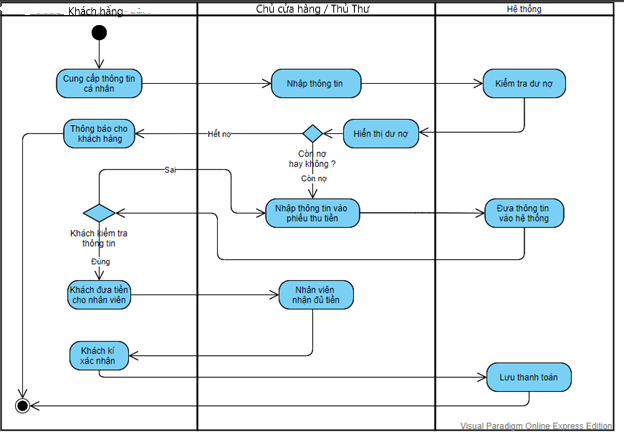 Khách hàng
Chủ cửa hàng / Thủ Thư
Hệ thống
Cung cấp thông tin
cá nhân
Nhập thông tin
Kiểm tra dư nợ
Thông báo cho
khách hàng
Hết nợ
Hiển thị dư nợ
Còn nợ
hay không ?
Còn nợ
Sai
Nhập thông tin vào
phiếu thu tiền
Đưa thông tin
vào hệ thống
Khách kiểm tra
thông tin
Đúng
Khách đưa tiền
cho nhân viên
Nhân viên
nhận đủ tiền
Khách kí
xác nhận
Lưu thanh toán
Visual Paradigm Online Express Edition